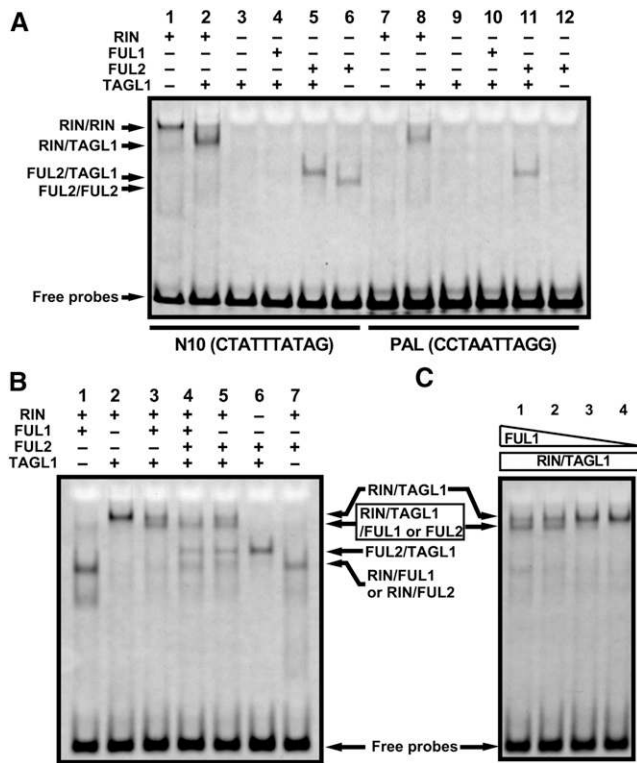 A
1 2 3 4 5 6 7 8 9 10 11 12
RIN + + – – – – + + – – – –
FUL1 – – – + – – – – – + – –
FUL2 – – – – + + – – – – + +
TAGL1 – + + + + – – + + + + –
RIN/RIN
RIN/TAGL1
FUL2/TAGL1
FUL2/FUL2
Free probes
N10 (CTATTTATAG) PAL (CCTAATTAGG)
B
1 2 3 4 5 6 7
RIN + + + + + – +
FUL1 + – + + – – –
FUL2 – – – + + + +
TAGL1 – + + + + + –
RIN/TAGL1
RIN/TAGL1
/FUL1 or FUL2
FUL2/TAGL1
RIN/FUL1
or RIN/FUL2
Free probes
C
1 2 3 4
FUL1
RIN/TAGL1